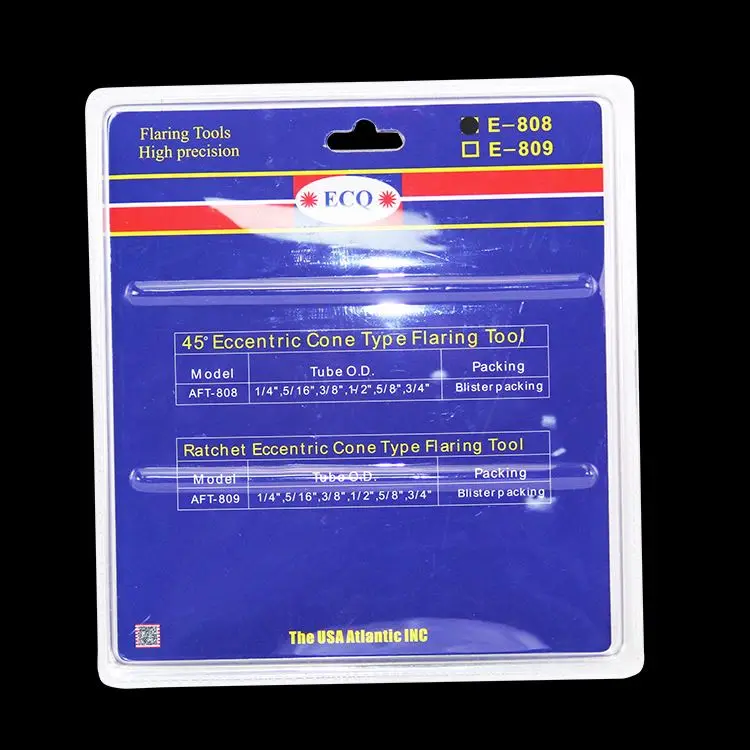 Flaring Tools
High precision
E-808
E-809
ECQ
45° Eccentric Cone Type Flaring Tool
Model Tube O.D. Packing
AFT-808 1/4",5/16",3/8",1/2",5/8",3/4" Blister packing
Ratchet Eccentric Cone Type Flaring Tool
Model Tube O.D. Packing
AFT-809 1/4",5/16",3/8",1/2",5/8",3/4" Blister packing
The USA Atlantic INC